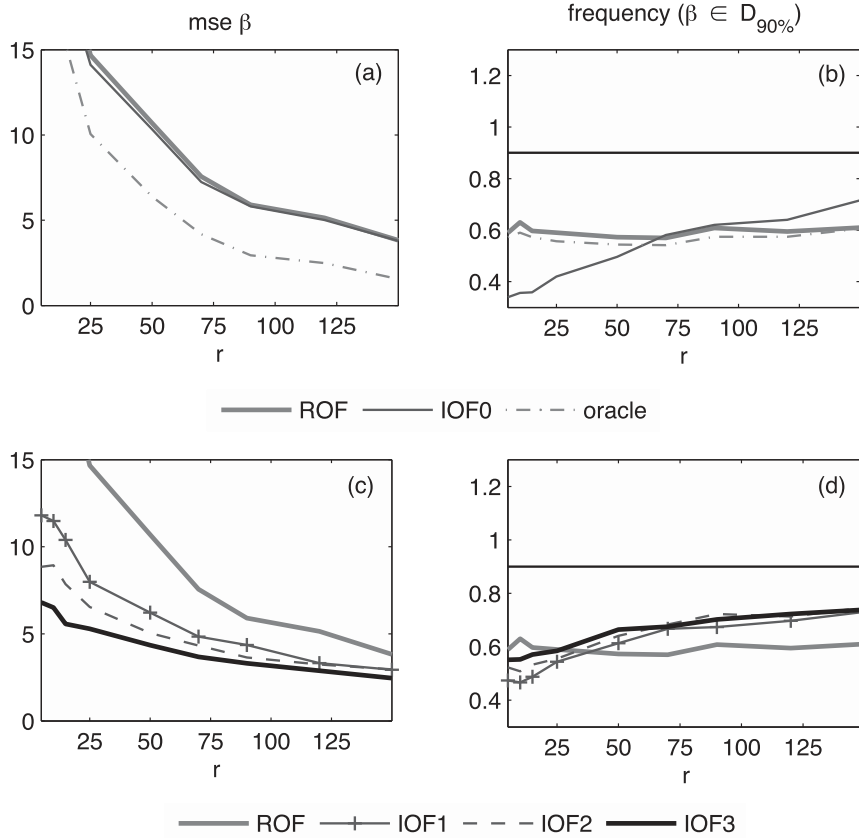 mse β
frequency (β ∈ D90%)
(a)
15
10
5
0
25 50 75 100 125
r
(b)
1.2
1
0.8
0.6
0.4
25 50 75 100 125
r
ROF IOF0 oracle
(c)
15
10
5
0
25 50 75 100 125
r
(d)
1.2
1
0.8
0.6
0.4
25 50 75 100 125
r
ROF IOF1 IOF2 IOF3